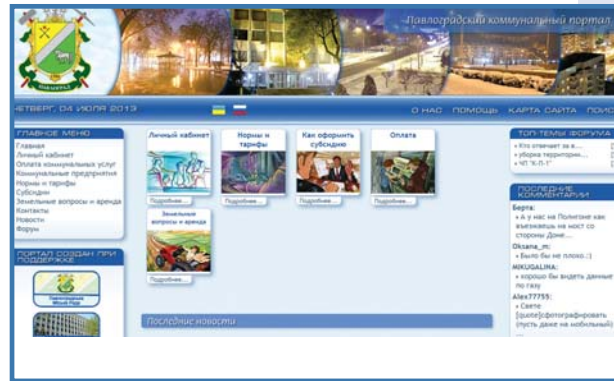 Павлоградский коммунальный портал
ЧЕТВЕРГ, 04 ИЮЛЯ 2013
О НАС ПОМОЩЬ КАРТА САЙТА ПОИС
ГЛАВНОЕ МЕНЮ
Главная
Личный кабинет
Оплата коммунальных услуг
Коммунальные предприятия
Нормы и тарифы
Субсидии
Земельные вопросы и аренда
Контакты
Новости
Форум
ПОРТАЛ СОЗДАН ПРИ
ПОДДЕРЖКЕ
Личный кабинет
Подробнее...
Нормы и
тарифы
Подробнее...
Как оформить
субсидию
Подробнее...
Оплата
Подробнее...
Земельные
вопросы и аренда
Подробнее...
Последние новости
ТОП-ТЕМЫ ФОРУМА
Кто отвечает за в...
уборка территории...
ЧП "К-П-1"
ПОСЛЕДНИЕ
КОММЕНТАРИИ
Берта:
А у нас на Полигоне как
въезжаешь на мост со
стороны Доне...
Oksana_m:
Было бы не плохо.:)
MIKUGALINA:
хорошо бы видеть данные
по газу
Alex77755:
Свете
[quote]сфотографировать
(пусть даже на мобильный)
...